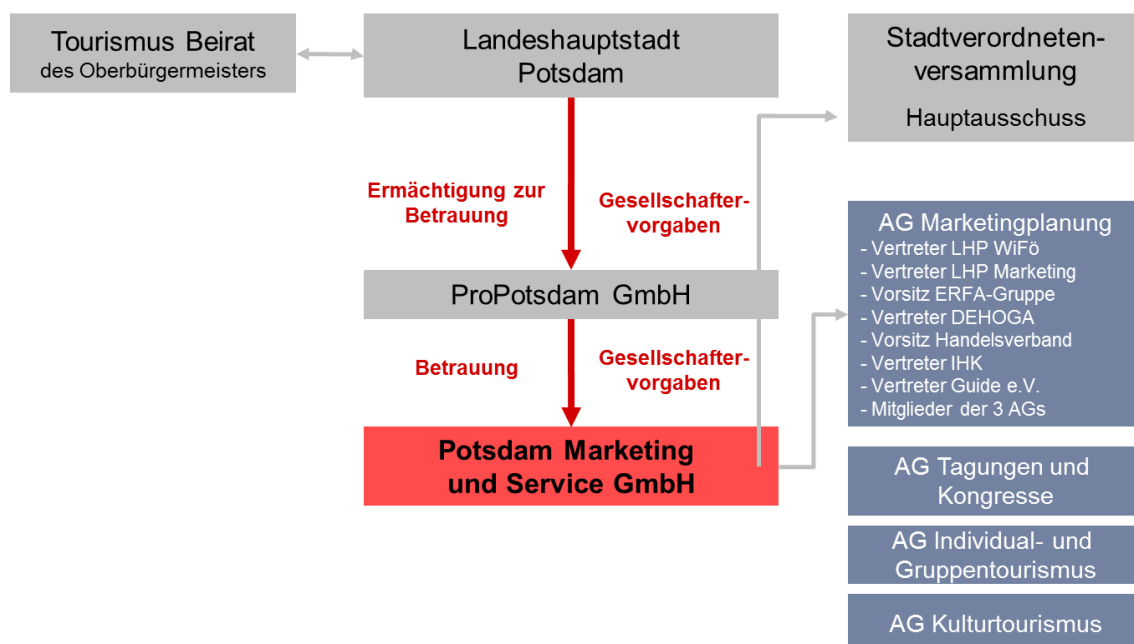 Tourismus Beirat
des Oberbürgermeisters
Landeshauptstadt
Potsdam
Stadtverordneten-
versammlung
Hauptausschuss
Ermächtigung zur
Betrauung
Gesellschafter-
vorgaben
ProPotsdam GmbH
Betrauung
Gesellschafter-
vorgaben
Potsdam Marketing
und Service GmbH
AG Marketingplanung
- Vertreter LHP WiFö
- Vertreter LHP Marketing
- Vorsitz ERFA-Gruppe
- Vertreter DEHOGA
- Vorsitz Handelsverband
- Vertreter IHK
- Vertreter Guide e.V.
- Mitglieder der 3 AGs
AG Tagungen und
Kongresse
AG Individual- und
Gruppentourismus
AG Kulturtourismus